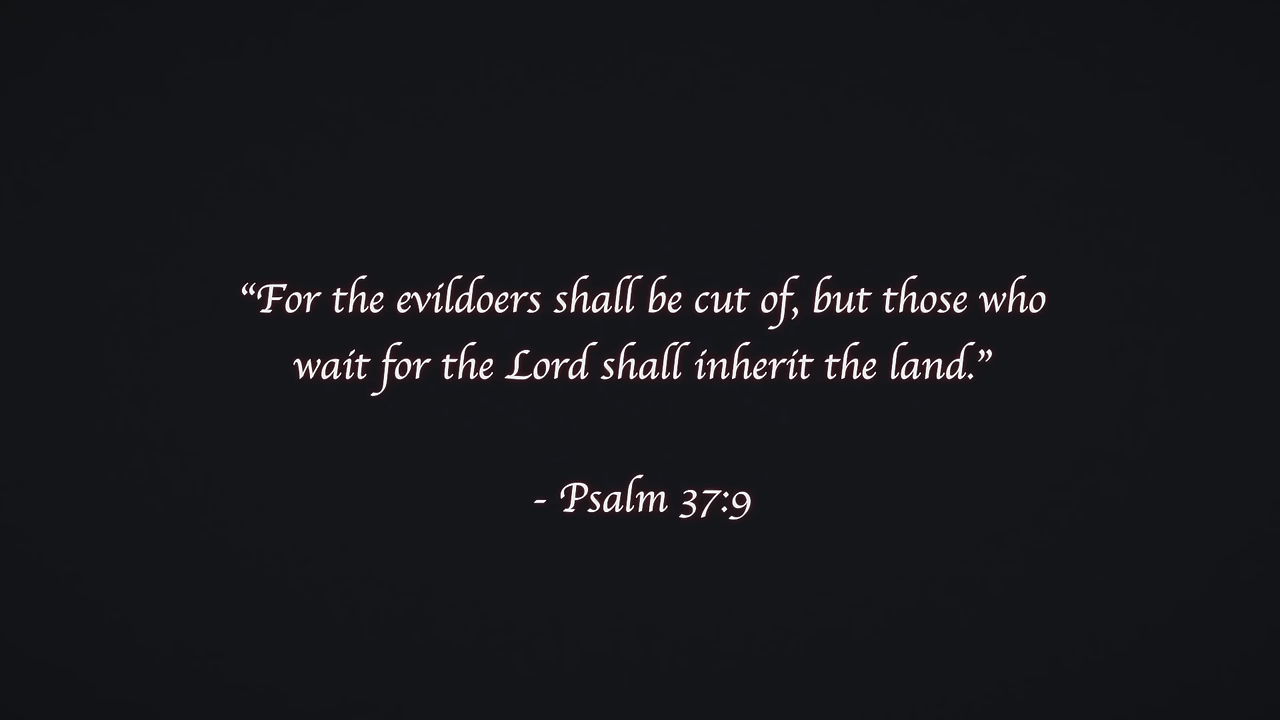 “For the evildoers shall be cut of, but those who
wait for the Lord shall inherit the land.”
- Psalm 37:9